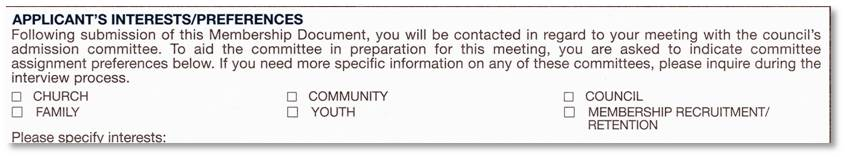 APPLICANT'S INTERESTS/PREFERENCES
Following submission of this Membership Document, you will be contacted in regard to your meeting with the council's
admission committee. To aid the committee in preparation for this meeting, you are asked to indicate committee
assignment preferences below. If you need more specific information on any of these committees, please inquire during the
interview process.
☐ CHURCH ☐ COMMUNITY ☐ COUNCIL
☐ FAMILY ☐ YOUTH ☐ MEMBERSHIP RECRUITMENT/
RETENTION
Please specify interests: